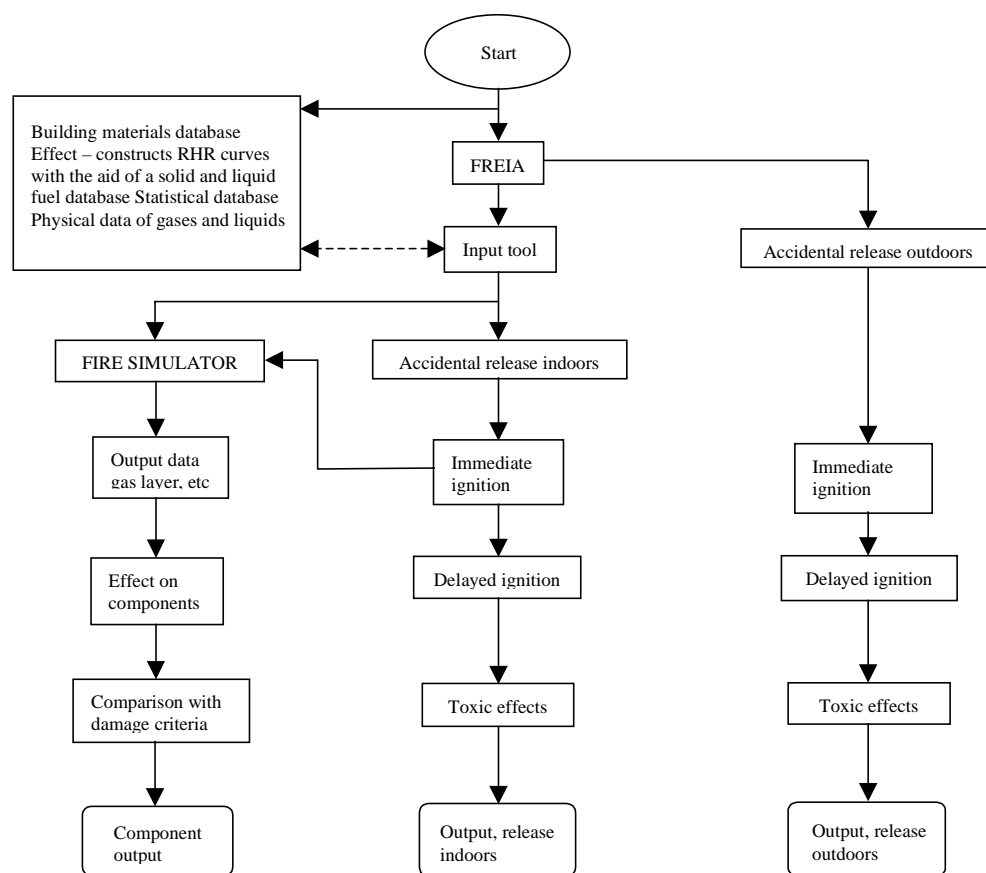 Start
Building materials database
Effect – constructs RHR curves
with the aid of a solid and liquid
fuel database Statistical database
Physical data of gases and liquids
FREIA
Input tool
Accidental release outdoors
FIRE SIMULATOR
Accidental release indoors
Output data
gas layer, etc
Immediate
ignition
Immediate
ignition
Effect on
components
Delayed ignition
Delayed ignition
Comparison with
damage criteria
Toxic effects
Toxic effects
Component
output
Output, release
indoors
Output, release
outdoors